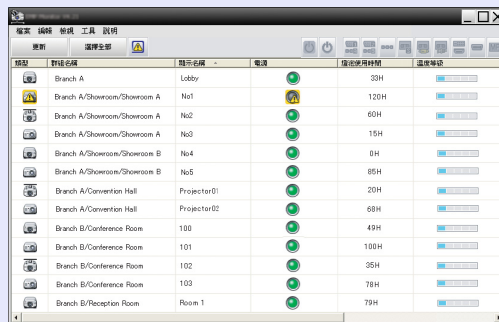 檔案 編輯 檢視 工具 說明
更新 選擇全部
類型 群組名稱 顯示名稱 電源 燈泡使用時間 溫度等級
Branch A Lobby 33H
Branch A/Showroom/Showroom A No1 120H
Branch A/Showroom/Showroom A No2 60H
Branch A/Showroom/Showroom A No3 15H
Branch A/Showroom/Showroom B No4 0H
Branch A/Showroom/Showroom B No5 85H
Branch A/Convention Hall Projector01 20H
Branch A/Convention Hall Projector02 68H
Branch B/Conference Room 100 49H
Branch B/Conference Room 101 100H
Branch B/Conference Room 102 35H
Branch B/Conference Room 103 78H
Branch B/Reception Room Room 1 79H